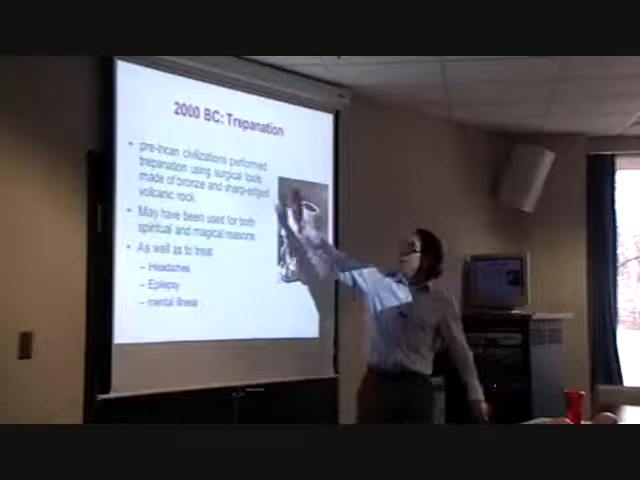 2000 BC: Trepanation
• pre-Incan civilizations performed
trepanation using surgical tools
made of bronze and sharp-edged
volcanic rock.
• May have been used for both
spiritual and magical reasons.
• As well as to treat
– Headaches
– Epilepsy
– mental illness